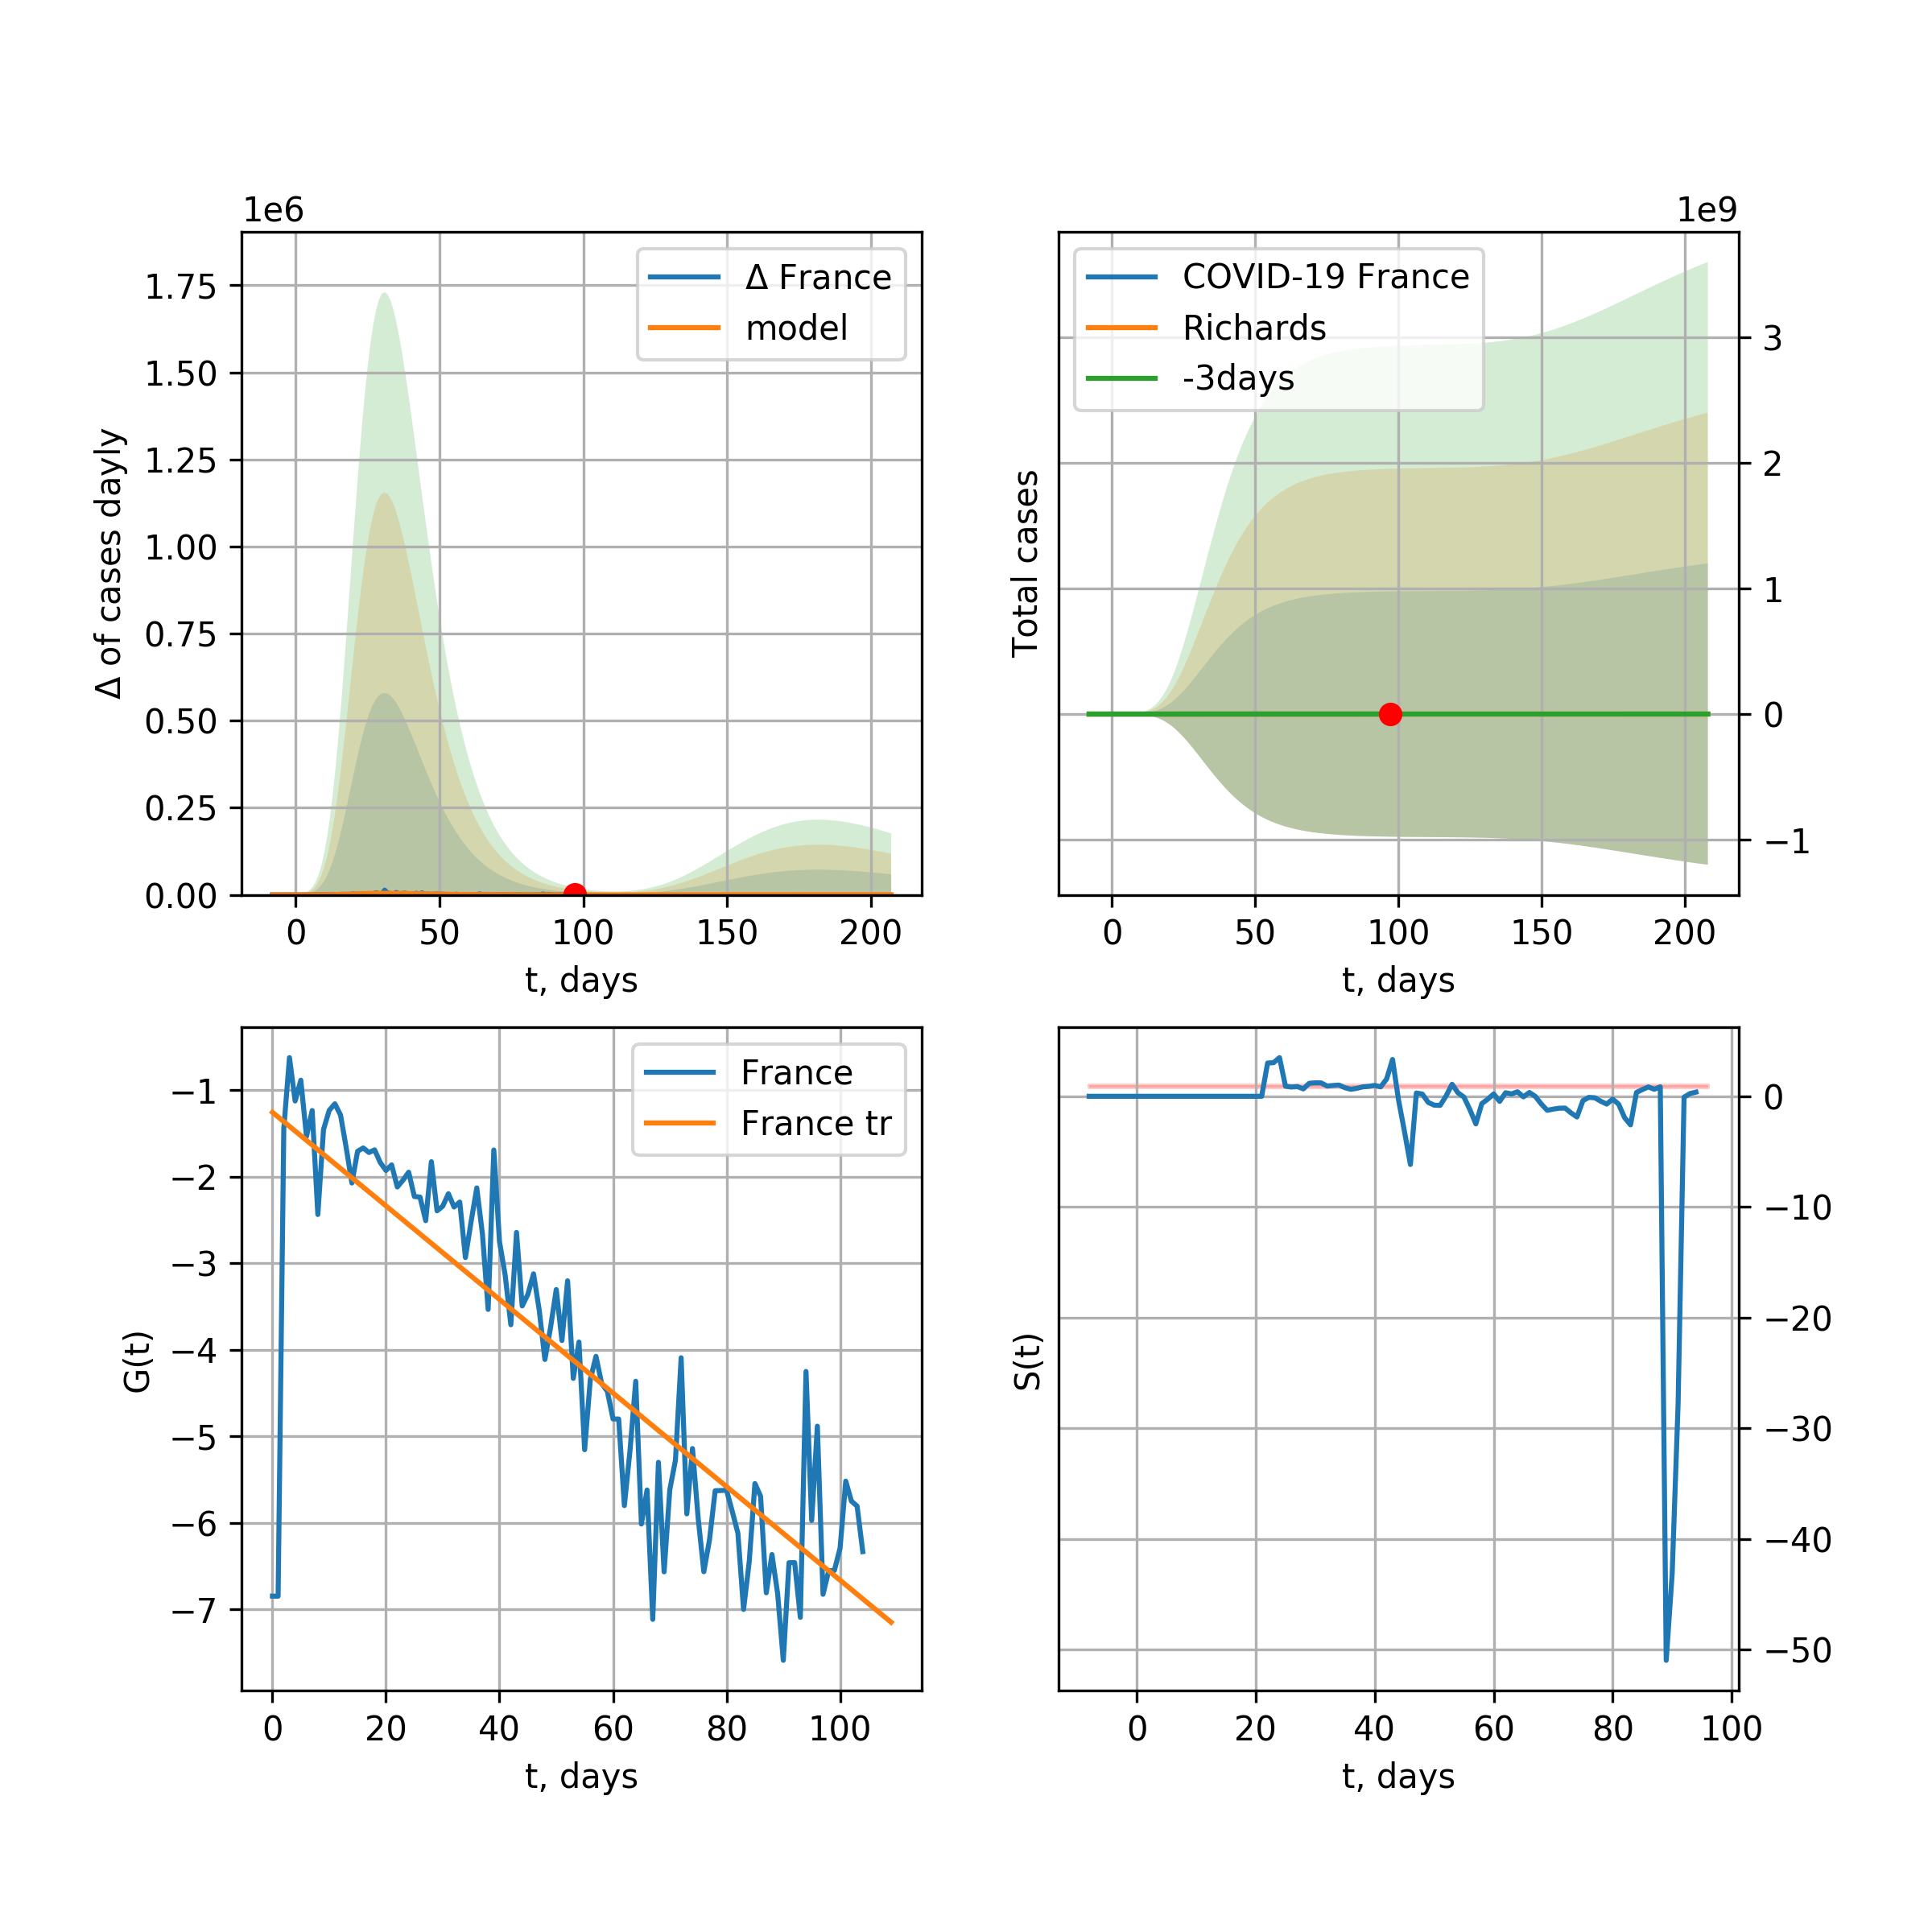 1e6
Δ of cases dayly
1.75
1.50
1.25
1.00
0.75
0.50
0.25
0.00
Δ France
model
0 50 100 150 200
t, days
1e9
Total cases
COVID-19 France
Richards
-3days
3
2
1
0
−1
0 50 100 150 200
t, days
G(t)
−1
−2
−3
−4
−5
−6
−7
France
France tr
0 20 40 60 80 100
t, days
S(t)
0
−10
−20
−30
−40
−50
0 20 40 60 80 100
t, days